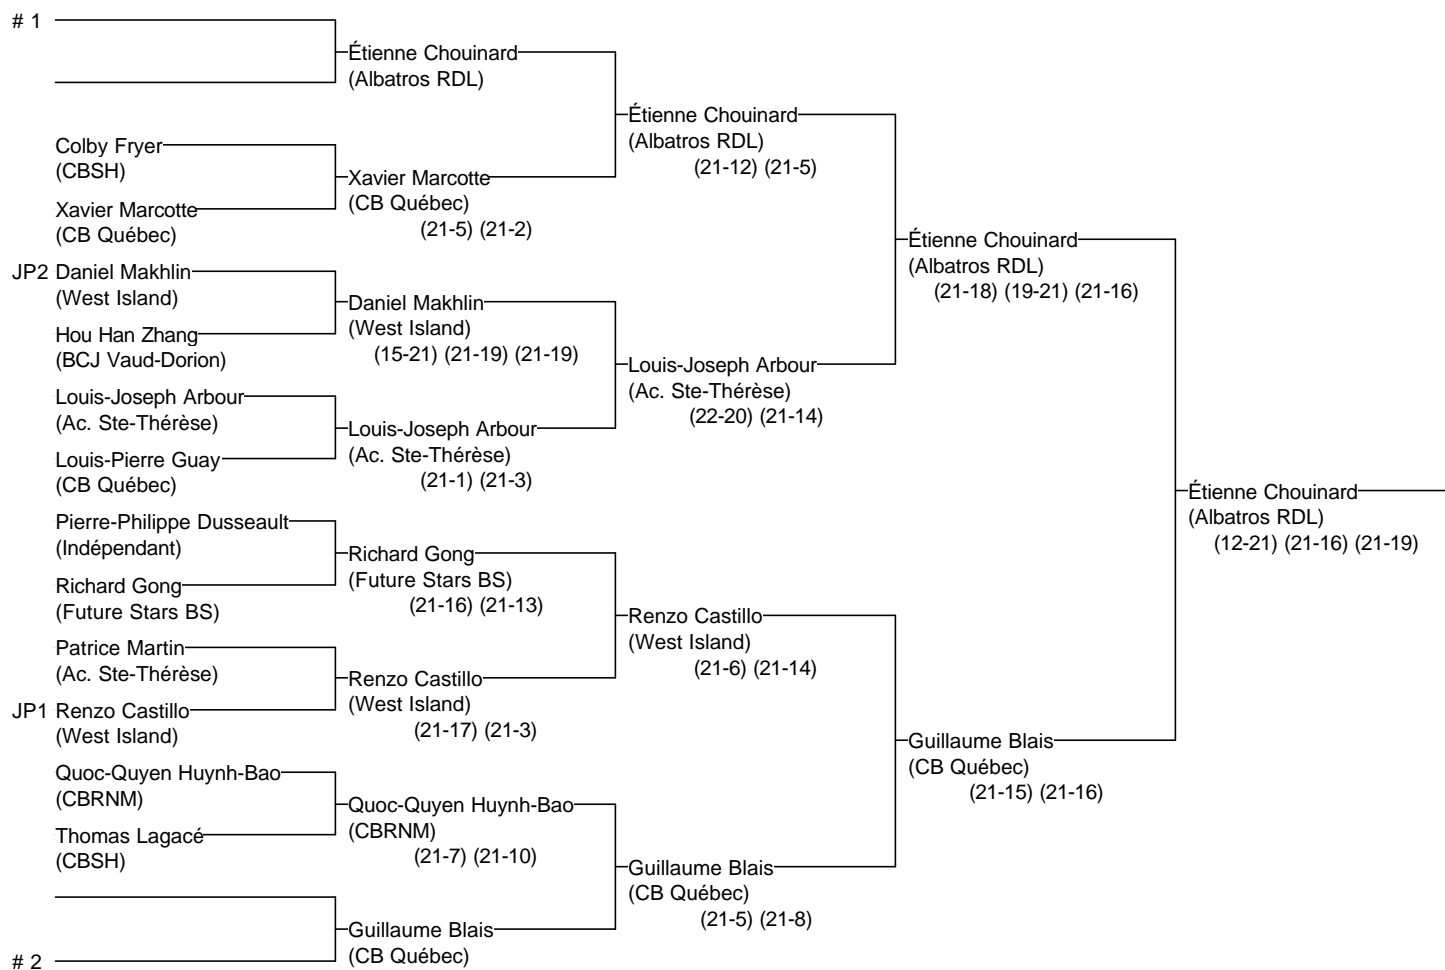 # 1
Étienne Chouinard
(Albatros RDL)
Étienne Chouinard
(Albatros RDL)
(21-12) (21-5)
Colby Fryer
(CBSH)
Xavier Marcotte
(CB Québec)
(21-5) (21-2)
Xavier Marcotte
(CB Québec)
Étienne Chouinard
(Albatros RDL)
(21-18) (19-21) (21-16)
JP2 Daniel Makhlin
(West Island)
Daniel Makhlin
(West Island)
(15-21) (21-19) (21-19)
Hou Han Zhang
(BCJ Vaud-Dorion)
Louis-Joseph Arbour
(Ac. Ste-Thérèse)
(22-20) (21-14)
Louis-Joseph Arbour
(Ac. Ste-Thérèse)
Louis-Joseph Arbour
(Ac. Ste-Thérèse)
(21-1) (21-3)
Louis-Pierre Guay
(CB Québec)
Étienne Chouinard
(Albatros RDL)
(12-21) (21-16) (21-19)
Pierre-Philippe Dusseault
(Indépendant)
Richard Gong
(Future Stars BS)
(21-16) (21-13)
Richard Gong
(Future Stars BS)
Renzo Castillo
(West Island)
(21-6) (21-14)
Patrice Martin
(Ac. Ste-Thérèse)
Renzo Castillo
(West Island)
(21-17) (21-3)
JP1 Renzo Castillo
(West Island)
Guillaume Blais
(CB Québec)
(21-15) (21-16)
Quoc-Quyen Huynh-Bao
(CBRNM)
Quoc-Quyen Huynh-Bao
(CBRNM)
(21-7) (21-10)
Thomas Lagacé
(CBSH)
Guillaume Blais
(CB Québec)
(21-5) (21-8)
Guillaume Blais
(CB Québec)
# 2